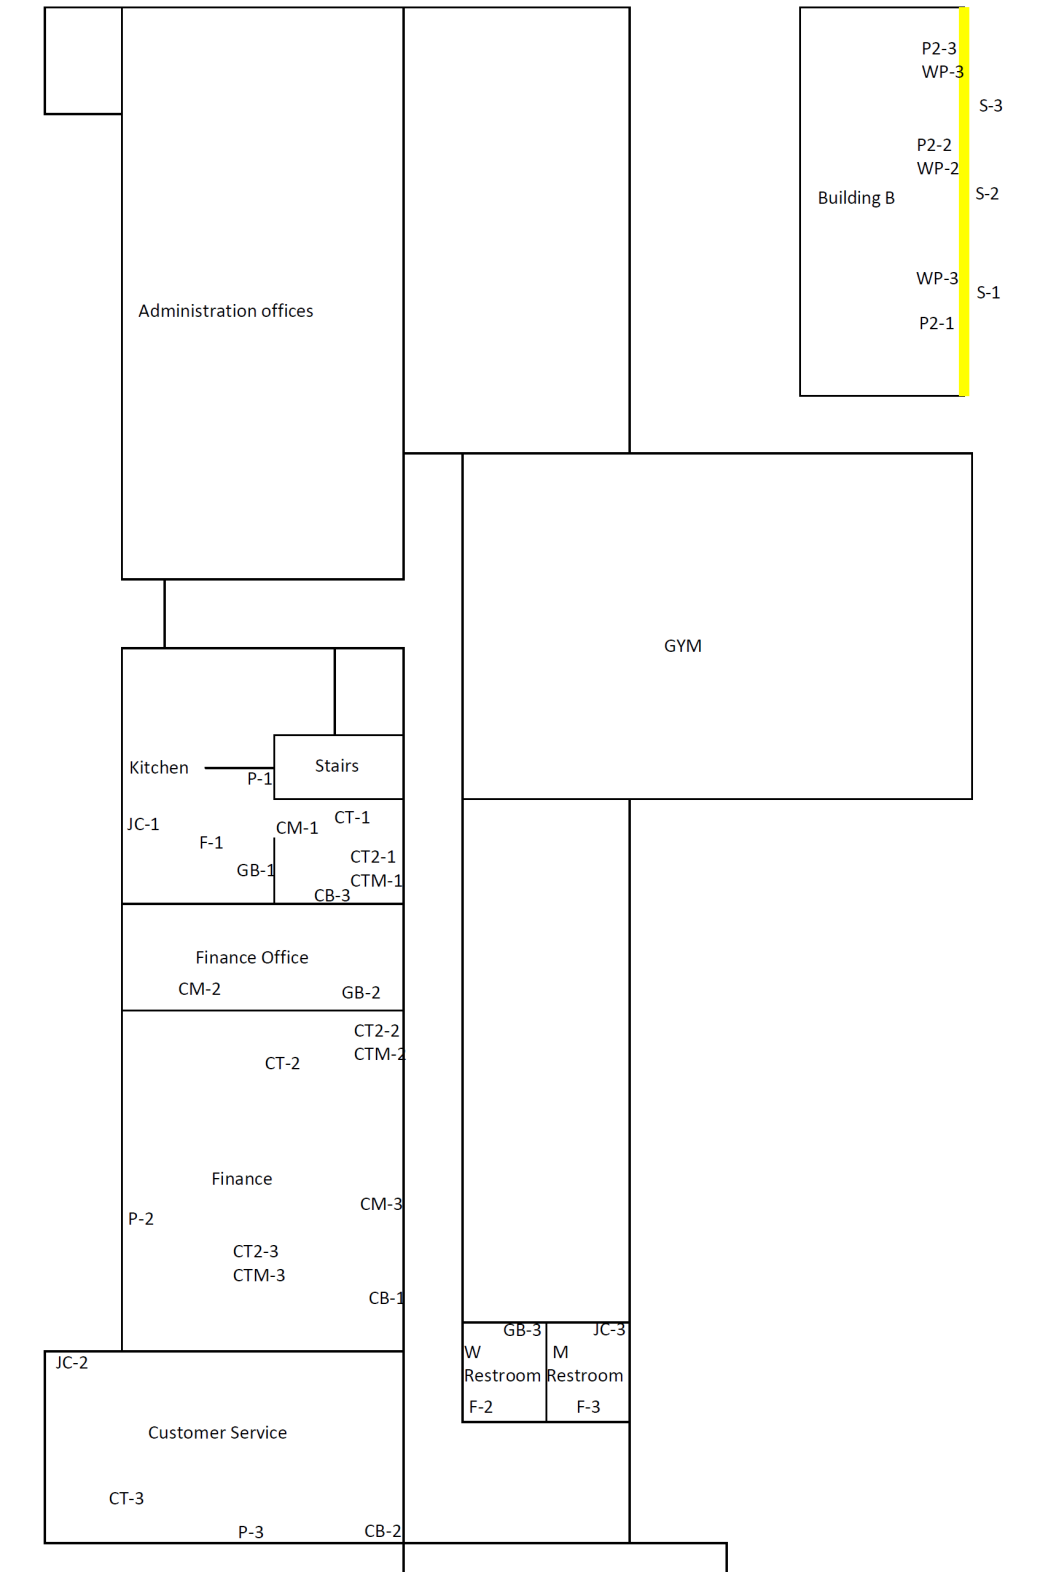 P2-3
WP-3
S-3
P2-2
WP-2
Building B
S-2
WP-3
S-1
P2-1
Administration offices
GYM
Kitchen
Stairs
P-1
JC-1
CM-1
CT-1
F-1
GB-1
CT2-1
CTM-1
CB-3
Finance Office
CM-2
GB-2
CT2-2
CTM-2
CT-2
Finance
CM-3
P-2
CT2-3
CTM-3
CB-1
GB-3
JC-3
W
Restroom
M
Restroom
F-2
F-3
JC-2
Customer Service
CT-3
P-3
CB-2